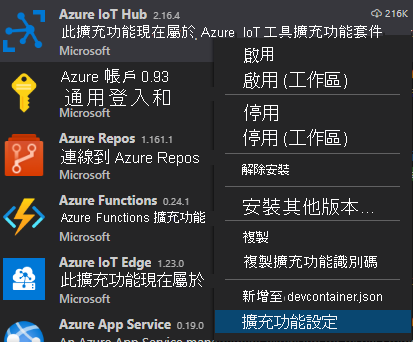 Azure IoT Hub 2.16.4 216K
此擴充功能現在屬於, Azure IoT 工具擴充功能套件
Microsoft
Azure 帳戶 0.93
通用登入和
Microsoft
Azure Repos 1.161.1
連線到 Azure Repos
Microsoft
Azure Functions 0.24.1
Azure Functions 擴充功能
Microsoft
Azure IoT Edge 1.23.0
此擴充功能現在屬於
Microsoft
Azure App Service 0.19.0
An Azure App Service man
啟用
啟用 (工作區)
停用
停用 (工作區)
解除安裝
安裝其他版本...
複製
複製擴充功能識別碼
新增至 devcontainer.json
擴充功能設定